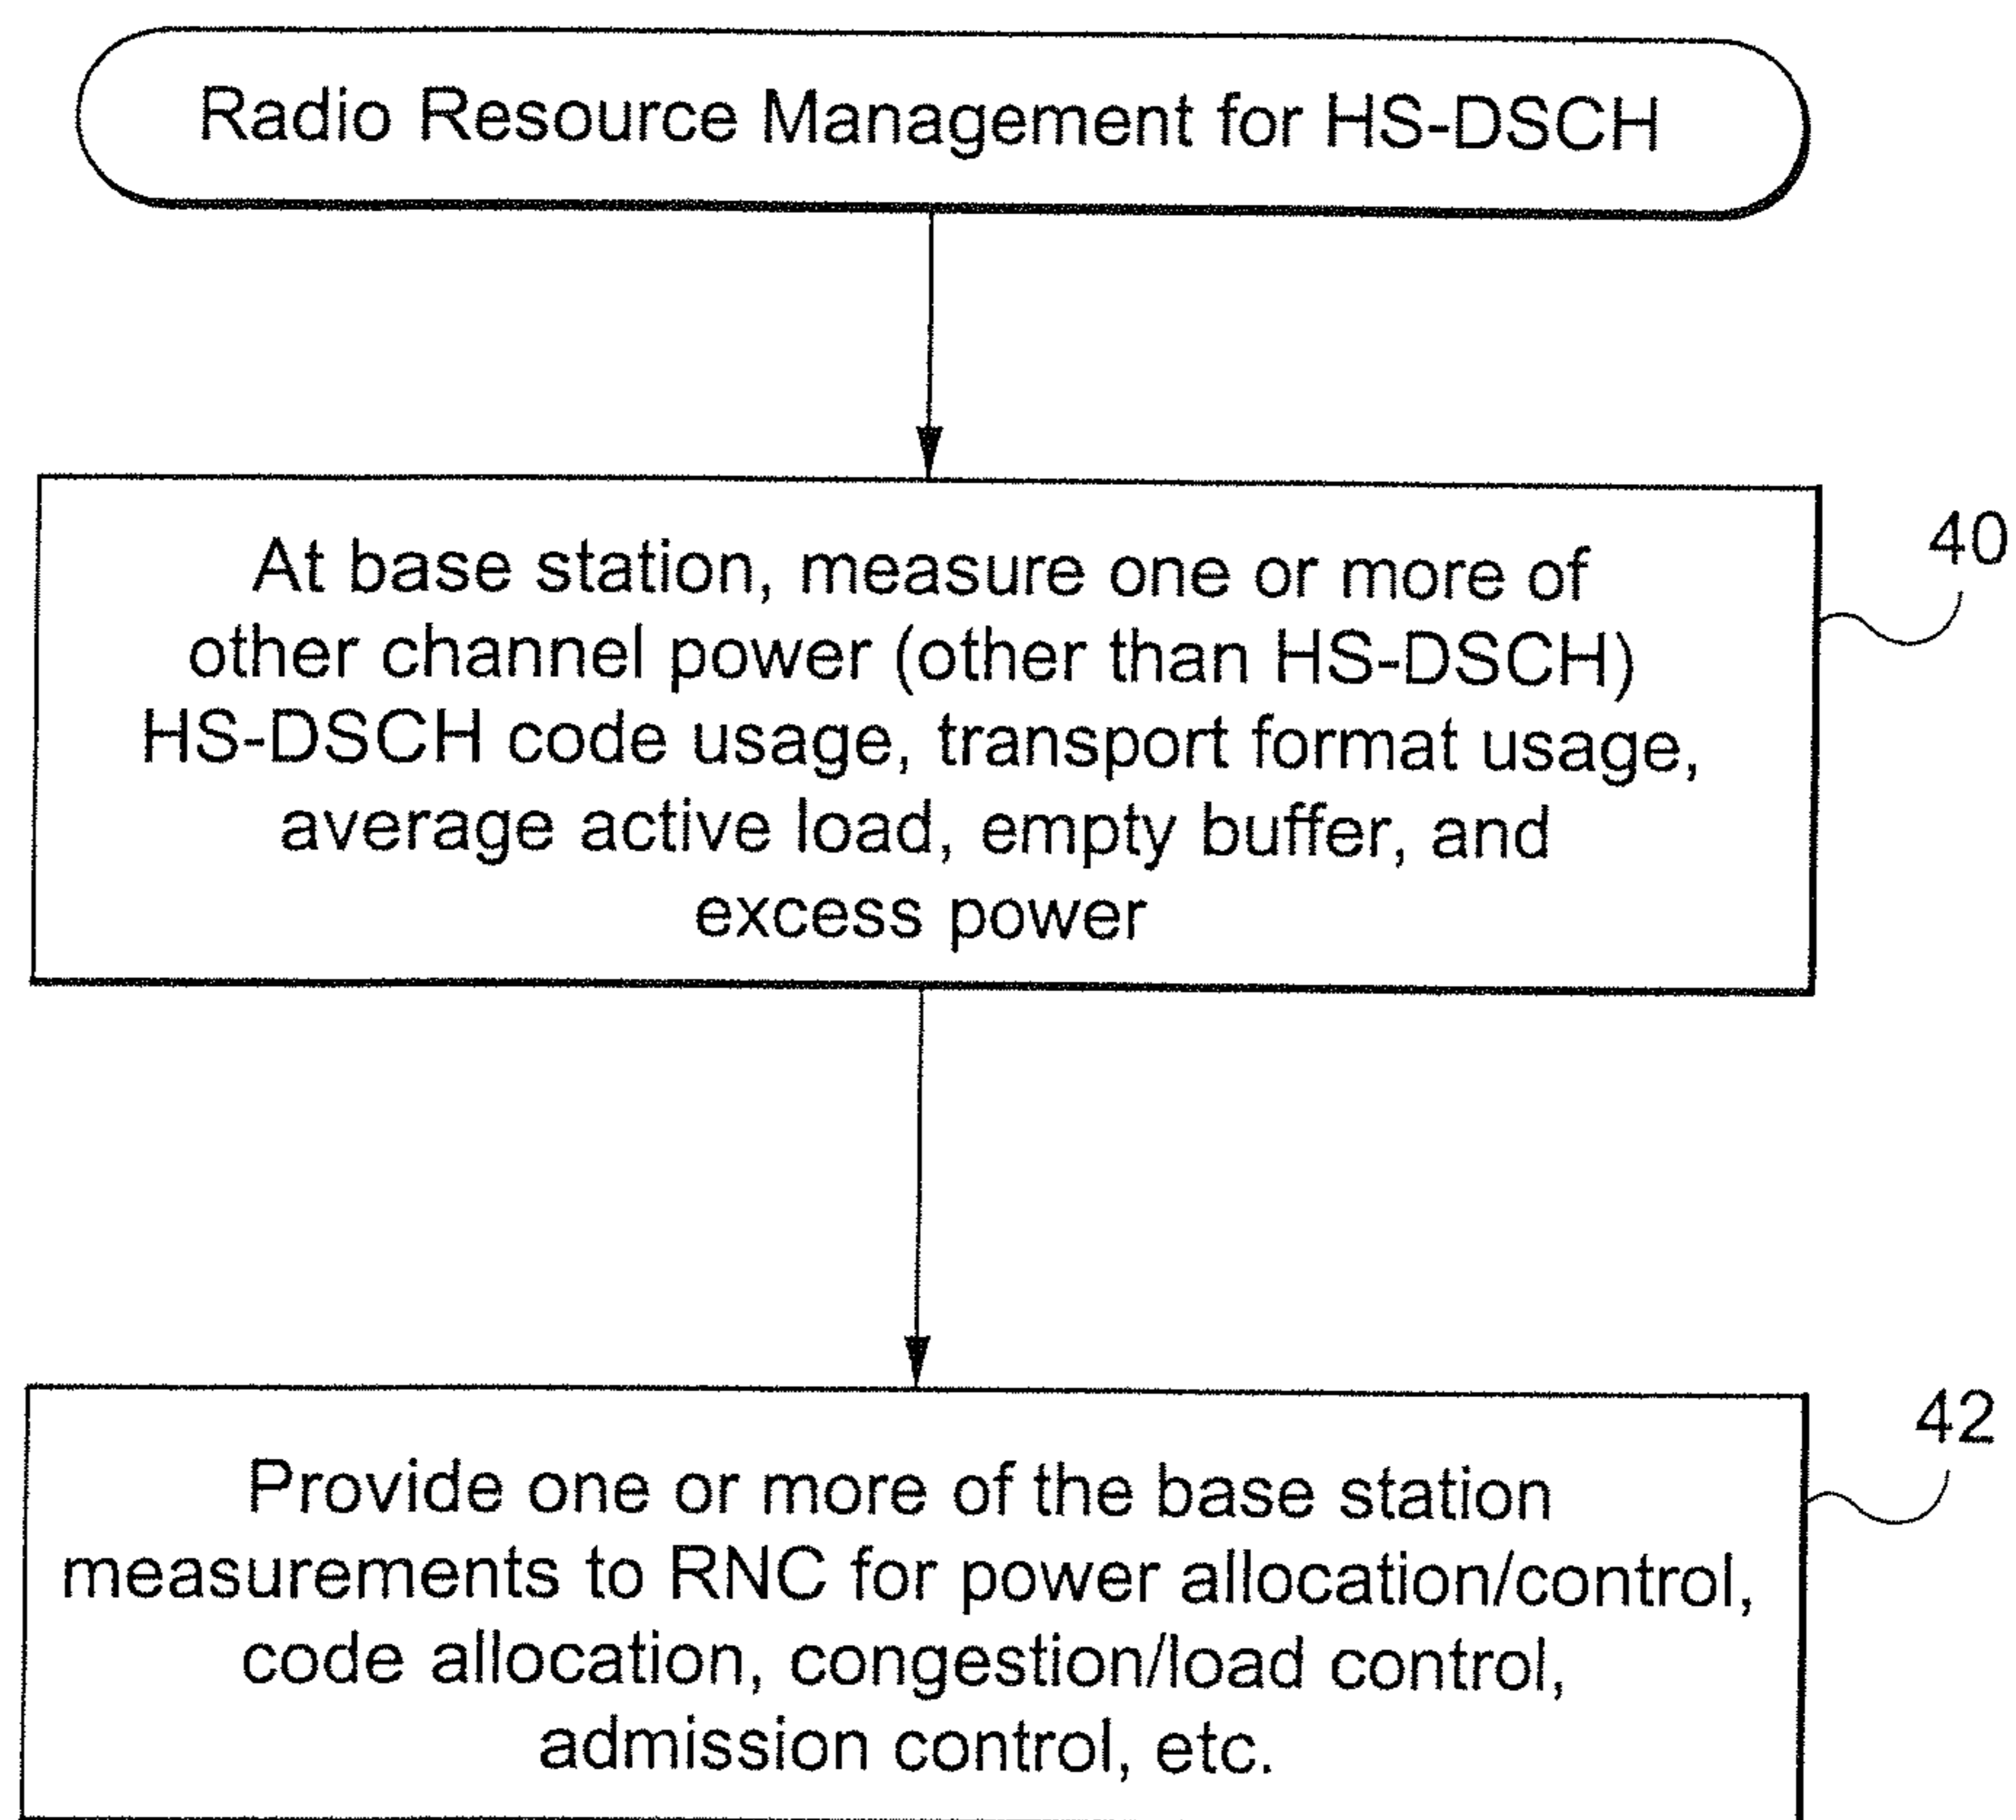 Radio Resource Management for HS-DSCH
At base station, measure one or more of
other channel power (other than HS-DSCH)
HS-DSCH code usage, transport format usage,
average active load, empty buffer, and
excess power
40
Provide one or more of the base station
measurements to RNC for power allocation/control,
code allocation, congestion/load control,
admission control, etc.
42